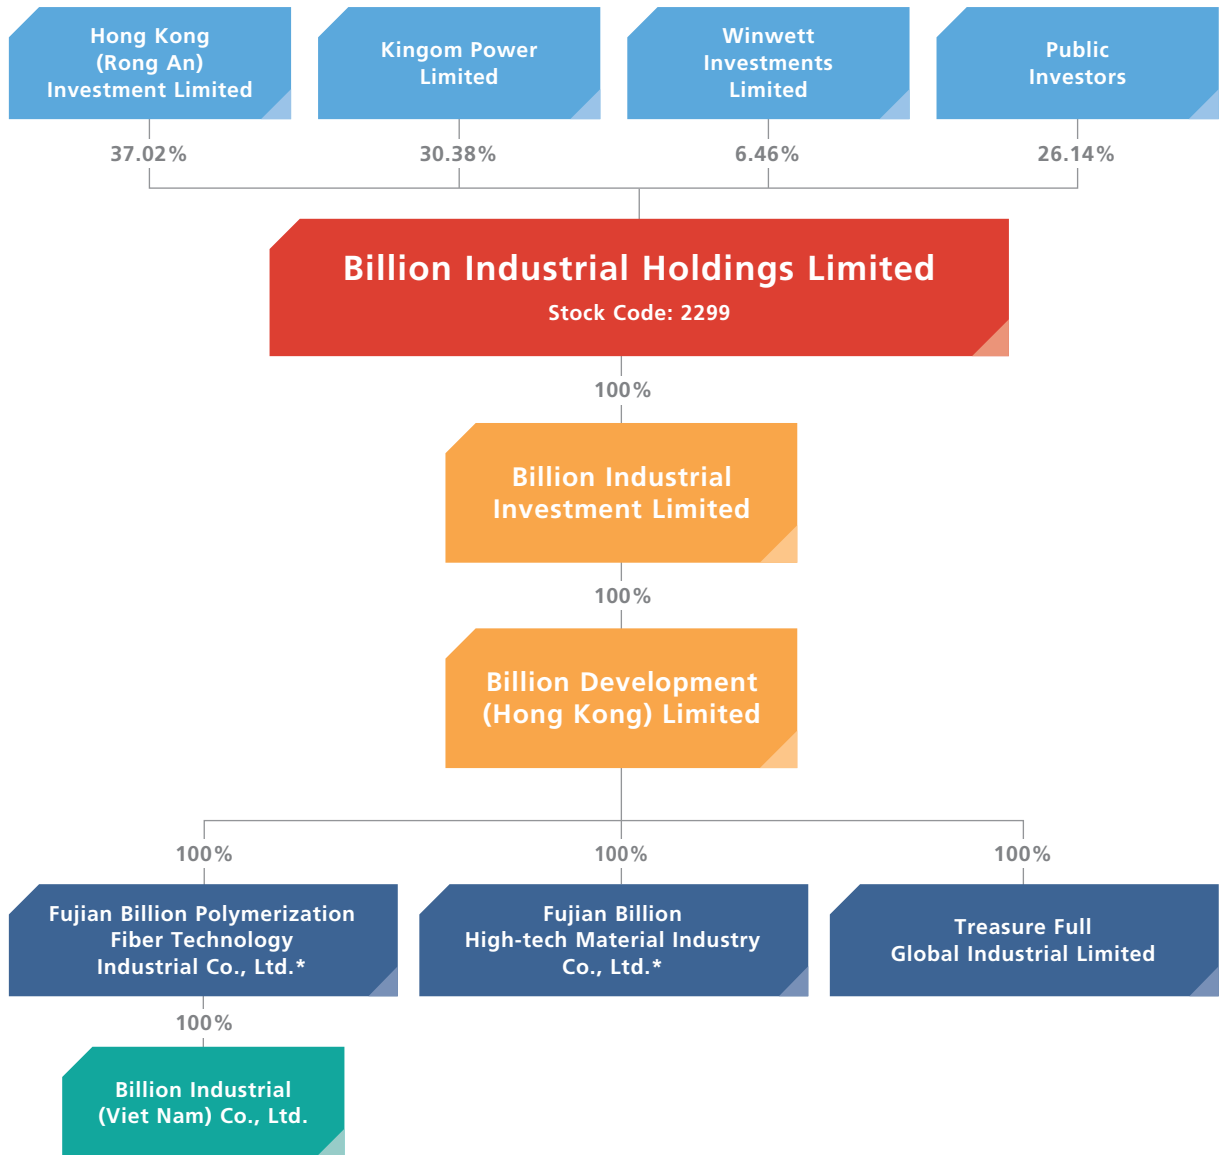 Hong Kong
(Rong An)
Investment Limited
Kingom Power
Limited
Winwett
Investments
Limited
Public
Investors
37.02%
30.38%
6.46%
26.14%
Billion Industrial Holdings Limited
Stock Code: 2299
100%
Billion Industrial
Investment Limited
100%
Billion Development
(Hong Kong) Limited
100%
100%
100%
Fujian Billion Polymerization
Fiber Technology
Industrial Co., Ltd.*
Fujian Billion
High-tech Material Industry
Co., Ltd.*
Treasure Full
Global Industrial Limited
100%
Billion Industrial
(Viet Nam) Co., Ltd.